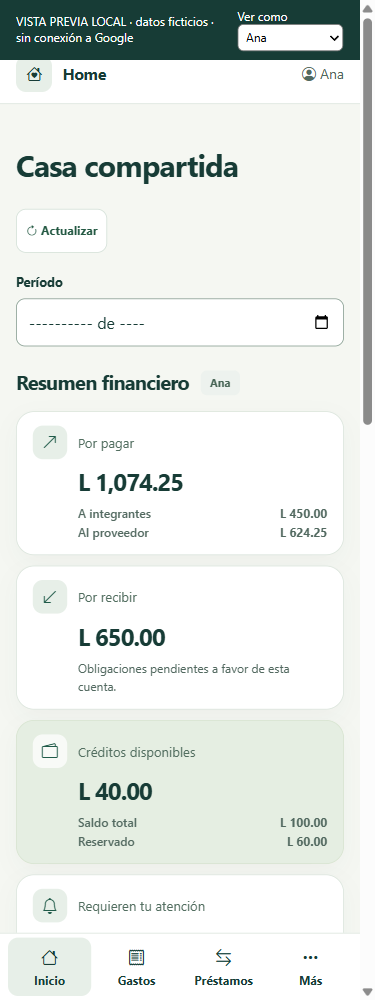 VISTA PREVIA LOCAL · datos ficticios ·
sin conexión a Google
Ver como
Ana
Home
Ana
Casa compartida
Actualizar
Período
---------- de ----
Resumen financiero
Ana
Por pagar
L 1,074.25
A integrantes L 450.00
Al proveedor L 624.25
Por recibir
L 650.00
Obligaciones pendientes a favor de esta
cuenta.
Créditos disponibles
L 40.00
Saldo total L 100.00
Reservado L 60.00
Requieren tu atención
Inicio Gastos Préstamos Más